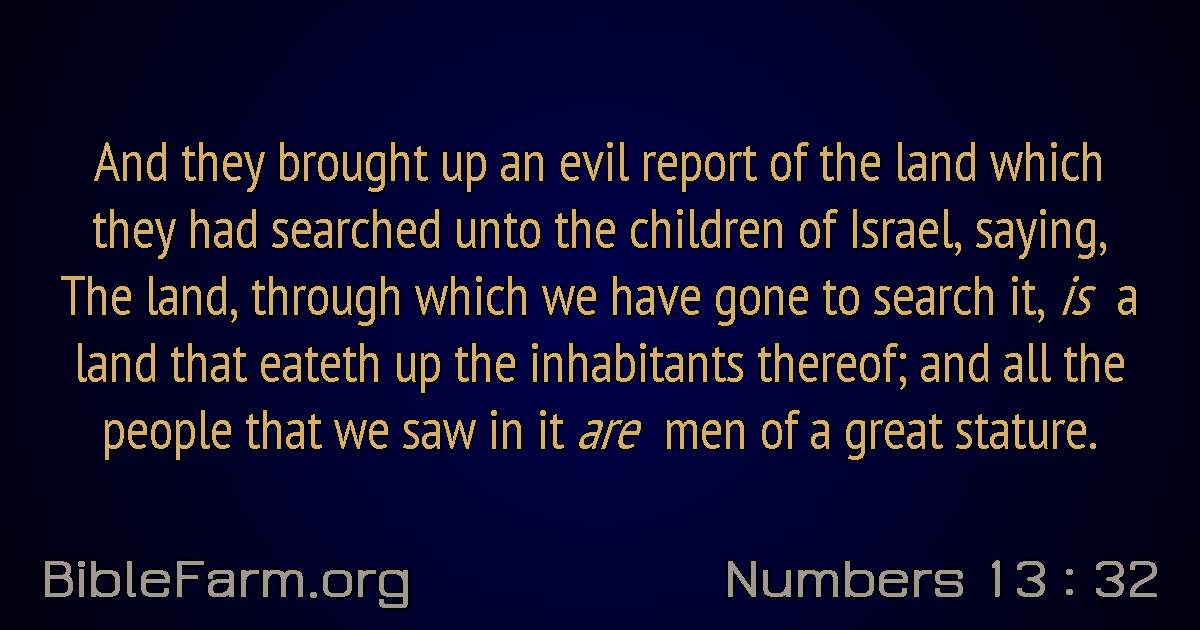 And they brought up an evil report of the land which
they had searched unto the children of Israel, saying,
The land, through which we have gone to search it, is a
land that eateth up the inhabitants thereof; and all the
people that we saw in it are men of a great stature.
BibleFarm.org
Numbers 13 : 32